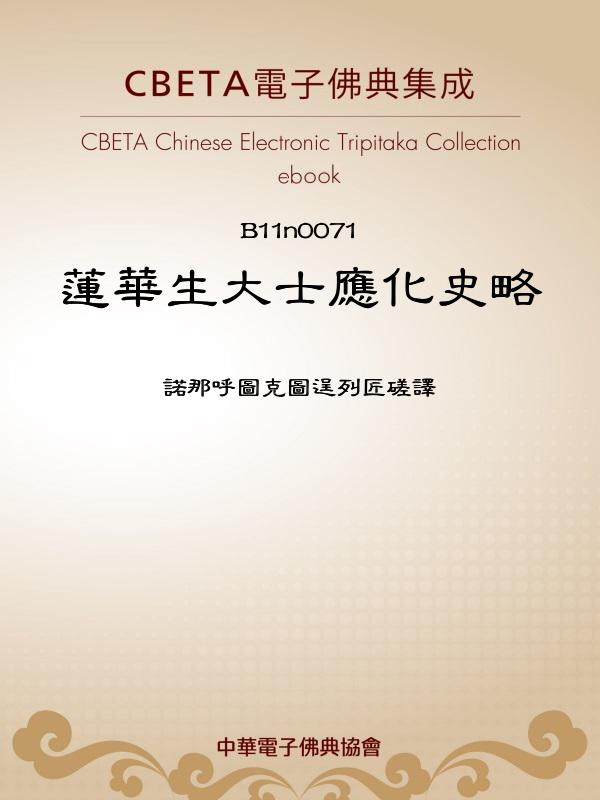 CBETA電子佛典集成
CBETA Chinese Electronic Tripitaka Collection
ebook
B11n0071
蓮華生大士應化史略
諾那呼圖克圖逞列匠磋譯
中華電子佛典協會